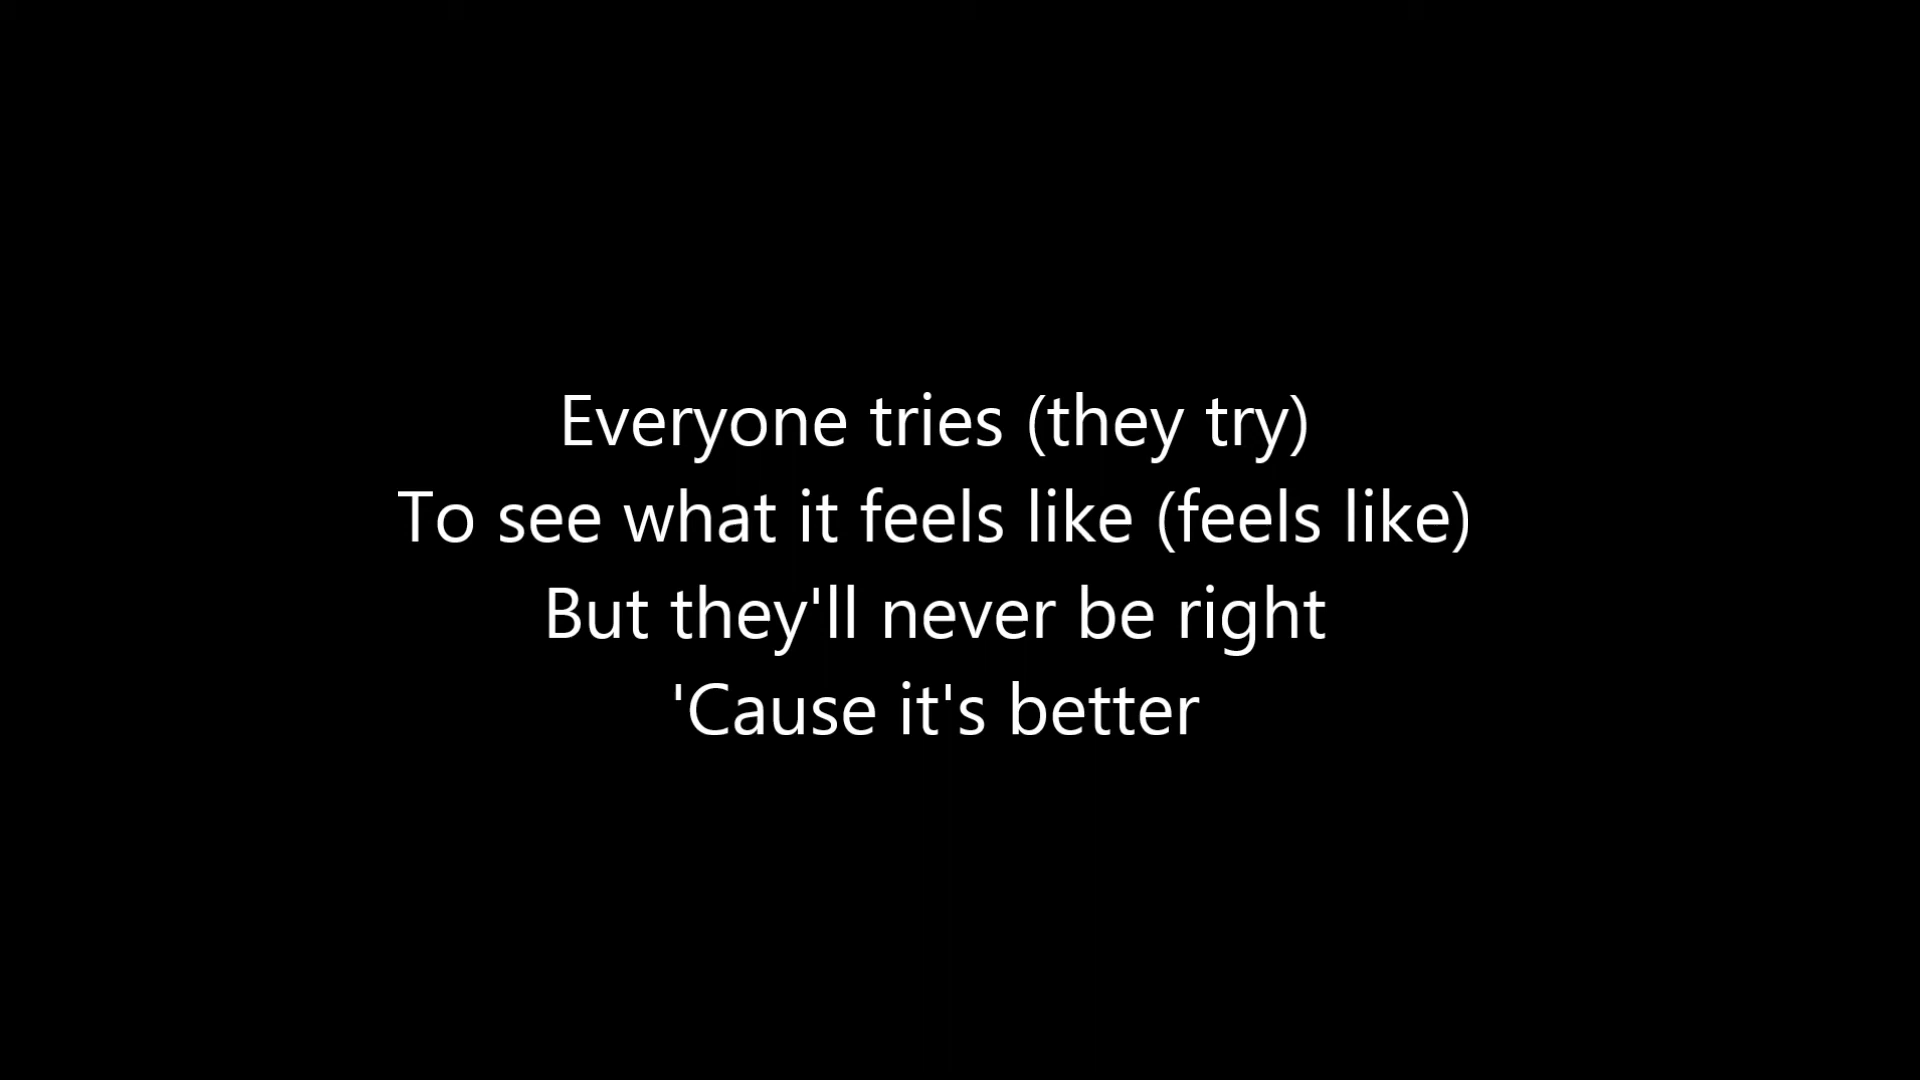 Everyone tries (they try)
To see what it feels like (feels like)
But they'll never be right
'Cause it's better